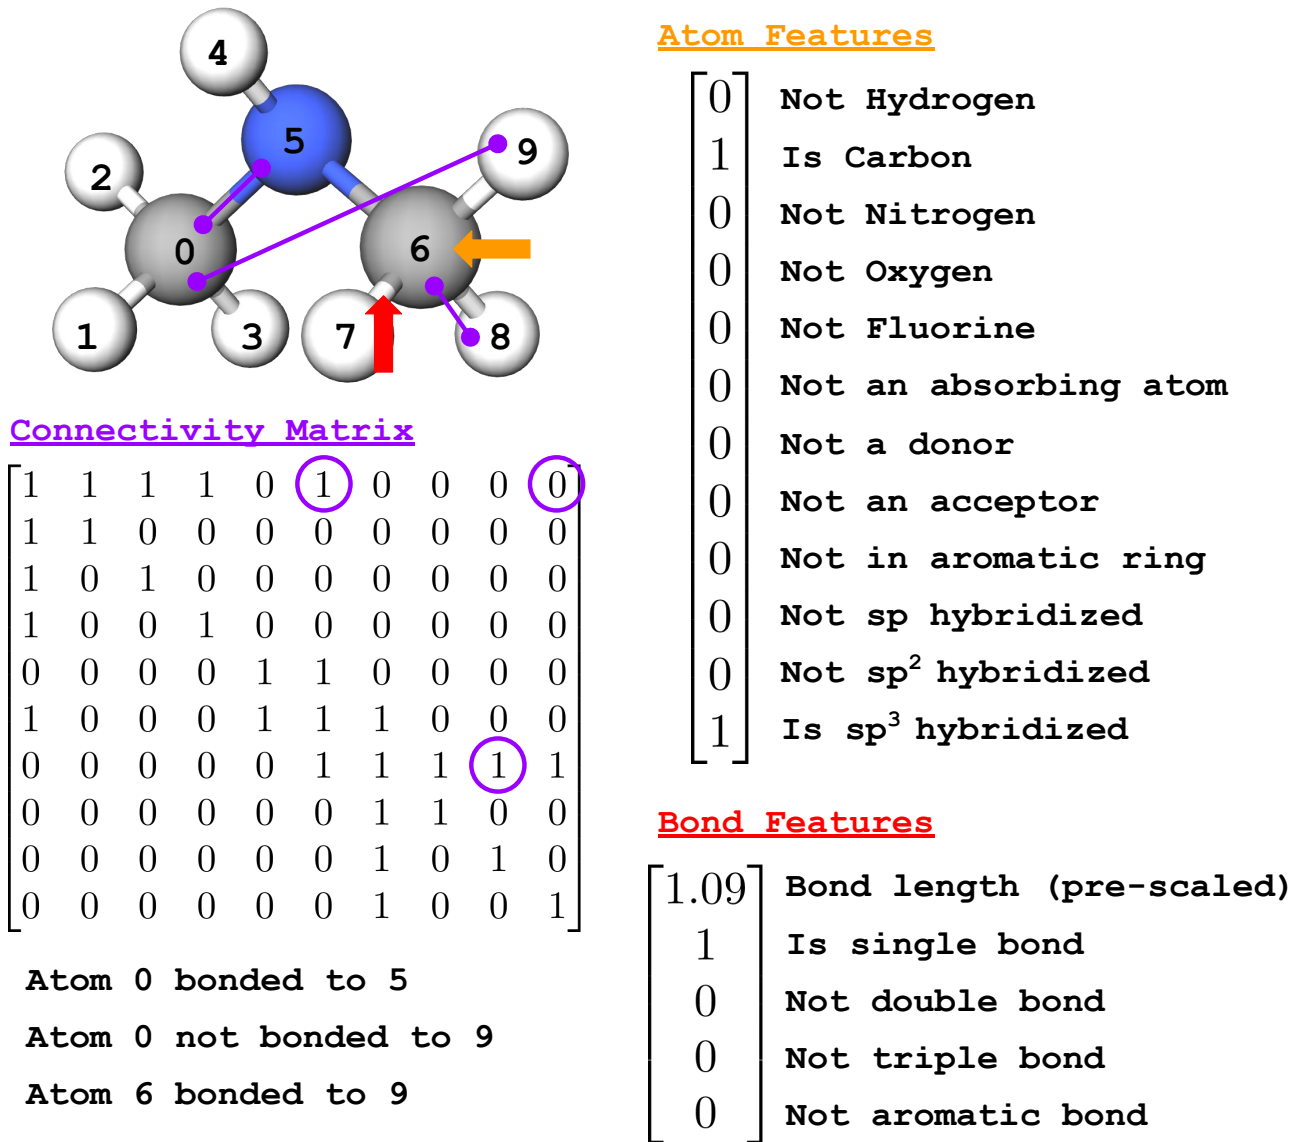 4
5
9
2
0
6
1
3
7
8
Connectivity Matrix
1 1 1 1 0 1 0 0 0 0
1 1 0 0 0 0 0 0 0 0
1 0 1 0 0 0 0 0 0 0
1 0 0 1 0 0 0 0 0 0
0 0 0 0 1 1 0 0 0 0
1 0 0 0 1 1 1 0 0 0
0 0 0 0 0 1 1 1 1 1
0 0 0 0 0 0 1 1 0 0
0 0 0 0 0 0 1 0 1 0
0 0 0 0 0 0 1 0 0 1
Atom 0 bonded to 5
Atom 0 not bonded to 9
Atom 6 bonded to 9
Atom Features
0 Not Hydrogen
1 Is Carbon
0 Not Nitrogen
0 Not Oxygen
0 Not Fluorine
0 Not an absorbing atom
0 Not a donor
0 Not an acceptor
0 Not in aromatic ring
0 Not sp hybridized
0 Not sp² hybridized
1 Is sp³ hybridized
Bond Features
1.09 Bond length (pre-scaled)
1 Is single bond
0 Not double bond
0 Not triple bond
0 Not aromatic bond